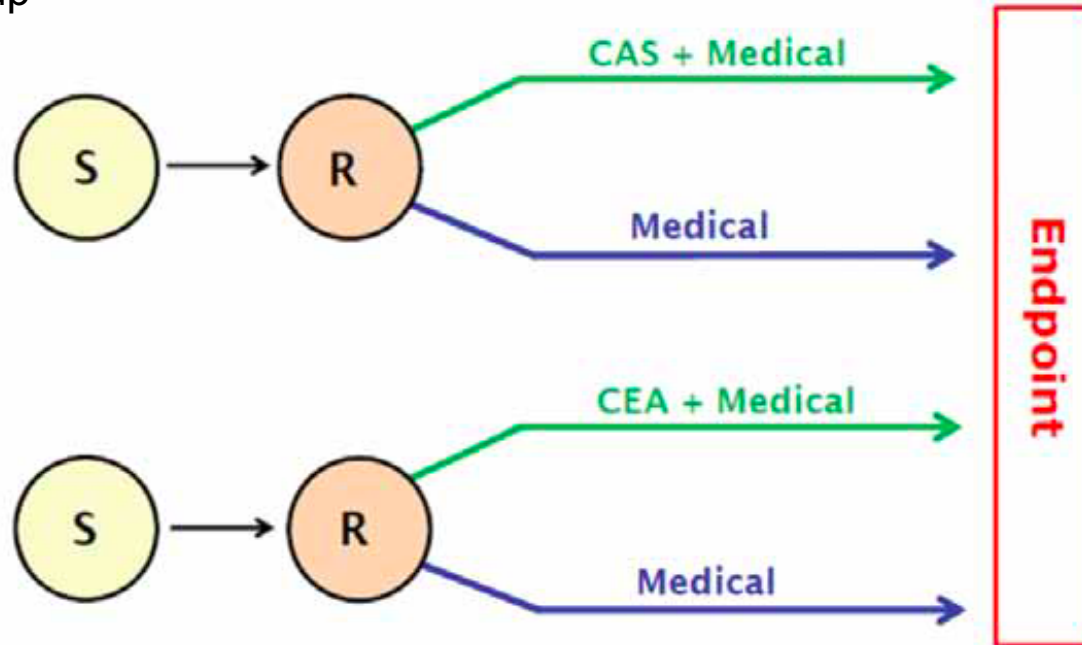 CAS + Medical
S
R
Medical
Endpoint
CEA + Medical
S
R
Medical